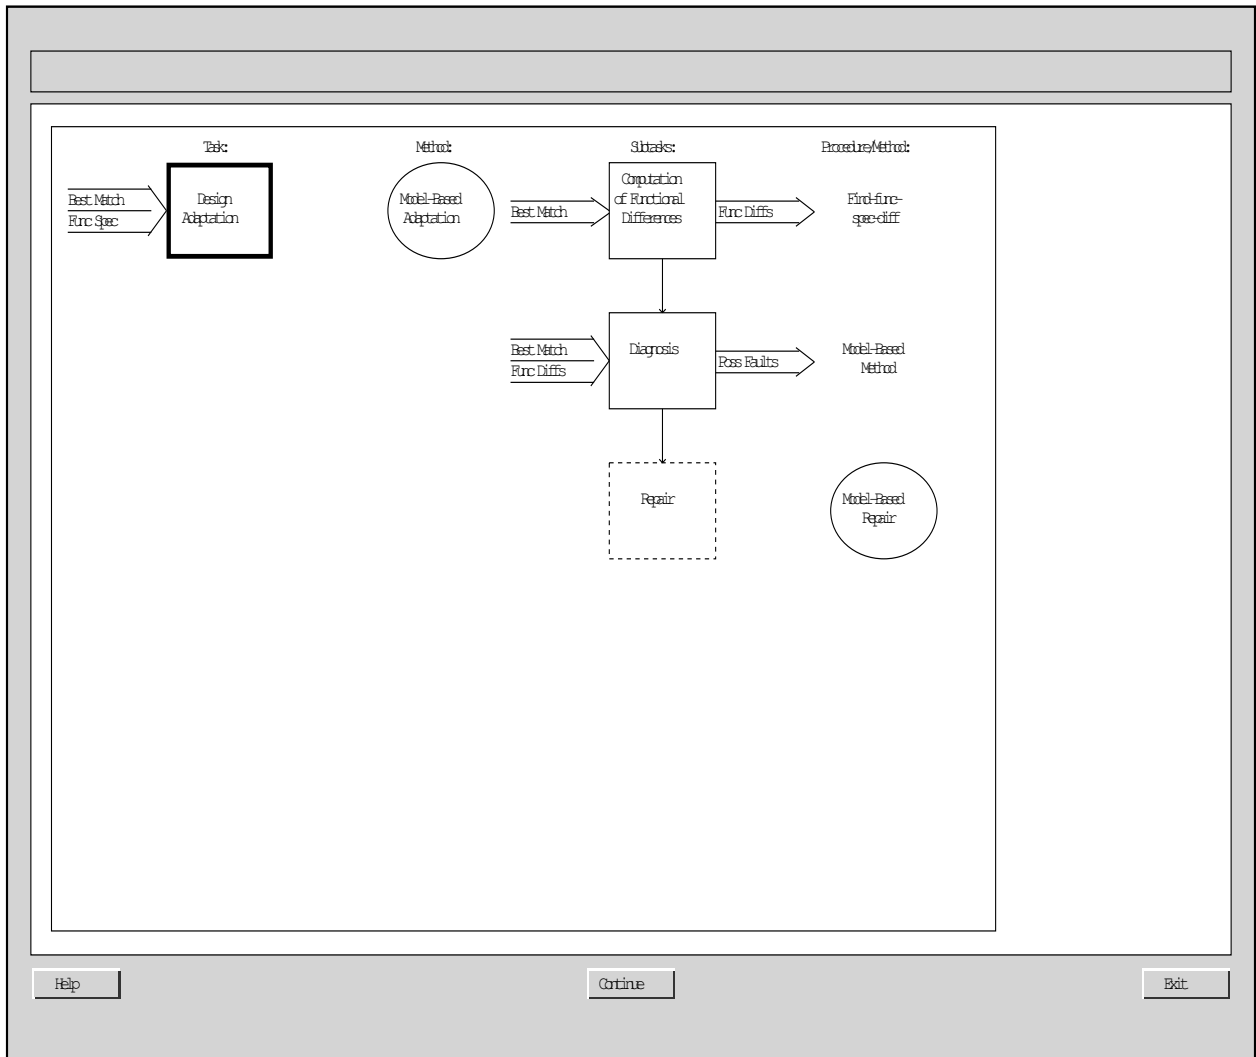 Task:
Method:
Subtasks:
Procedure/Method:
Best Match
Func Spec
Design
Adaptation
Model-Based
Adaptation
Best Match
Computation
of Functional
Differences
Func Diffs
Find-func-
spec-diff
Best Match
Func Diffs
Diagnosis
Poss Faults
Model-Based
Method
Repair
Model-Based
Repair
Help
Continue
Exit